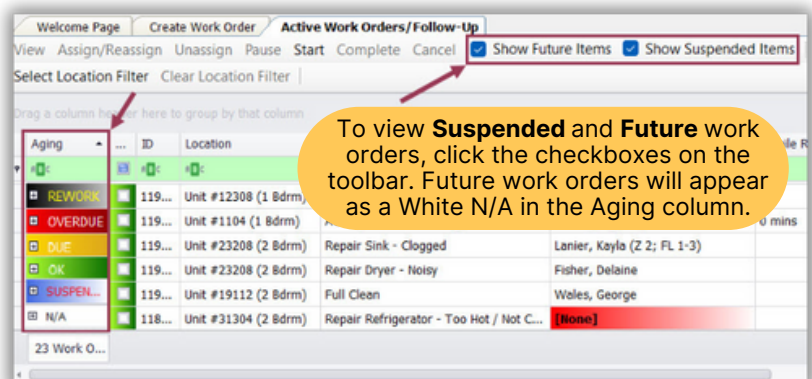 Welcome Page Create Work Order Active Work Orders/Follow-Up
View Assign/Reassign Unassign Pause Start Complete Cancel Show Future Items Show Suspended Items
Select Location Filter Clear Location Filter
Drag a column header here to group by that column
To view Suspended and Future work
orders, click the checkboxes on the
toolbar. Future work orders will appear
as a White N/A in the Aging column.
Aging ... ID Location
REWORK 119... Unit #12308 (1 Bdrm)
OVERDUE 119... Unit #1104 (1 Bdrm) 0 mins
DUE 119... Unit #23208 (2 Bdrm) Repair Sink - Clogged Lanier, Kayla (Z 2; FL 1-3)
OK 119... Unit #23208 (2 Bdrm) Repair Dryer - Noisy Fisher, Delaine
SUSPEN... 119... Unit #19112 (2 Bdrm) Full Clean Wales, George
N/A 118... Unit #31304 (2 Bdrm) Repair Refrigerator - Too Hot / Not C... [None]
23 Work O...